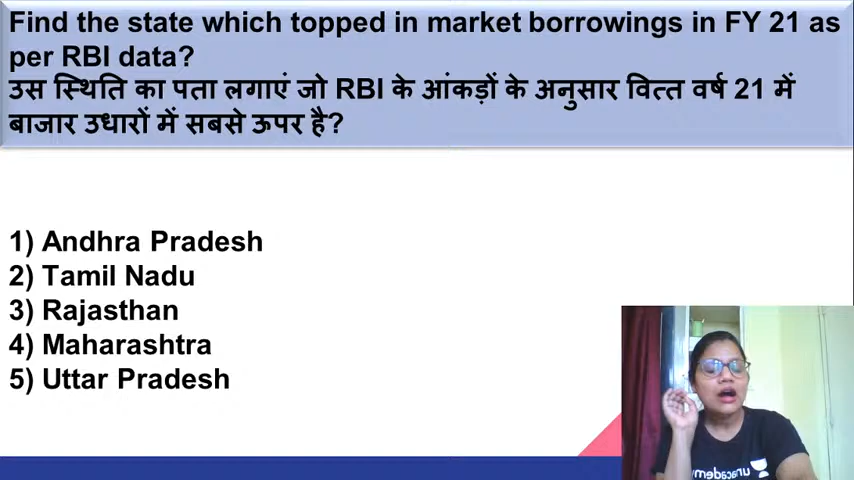 Find the state which topped in market borrowings in FY 21 as
per RBI data?
उस स्थिति का पता लगाएं जो RBI के आंकड़ों के अनुसार वित्त वर्ष 21 में
बाजार उधारों में सबसे ऊपर है?
1) Andhra Pradesh
2) Tamil Nadu
3) Rajasthan
4) Maharashtra
5) Uttar Pradesh
unacademy